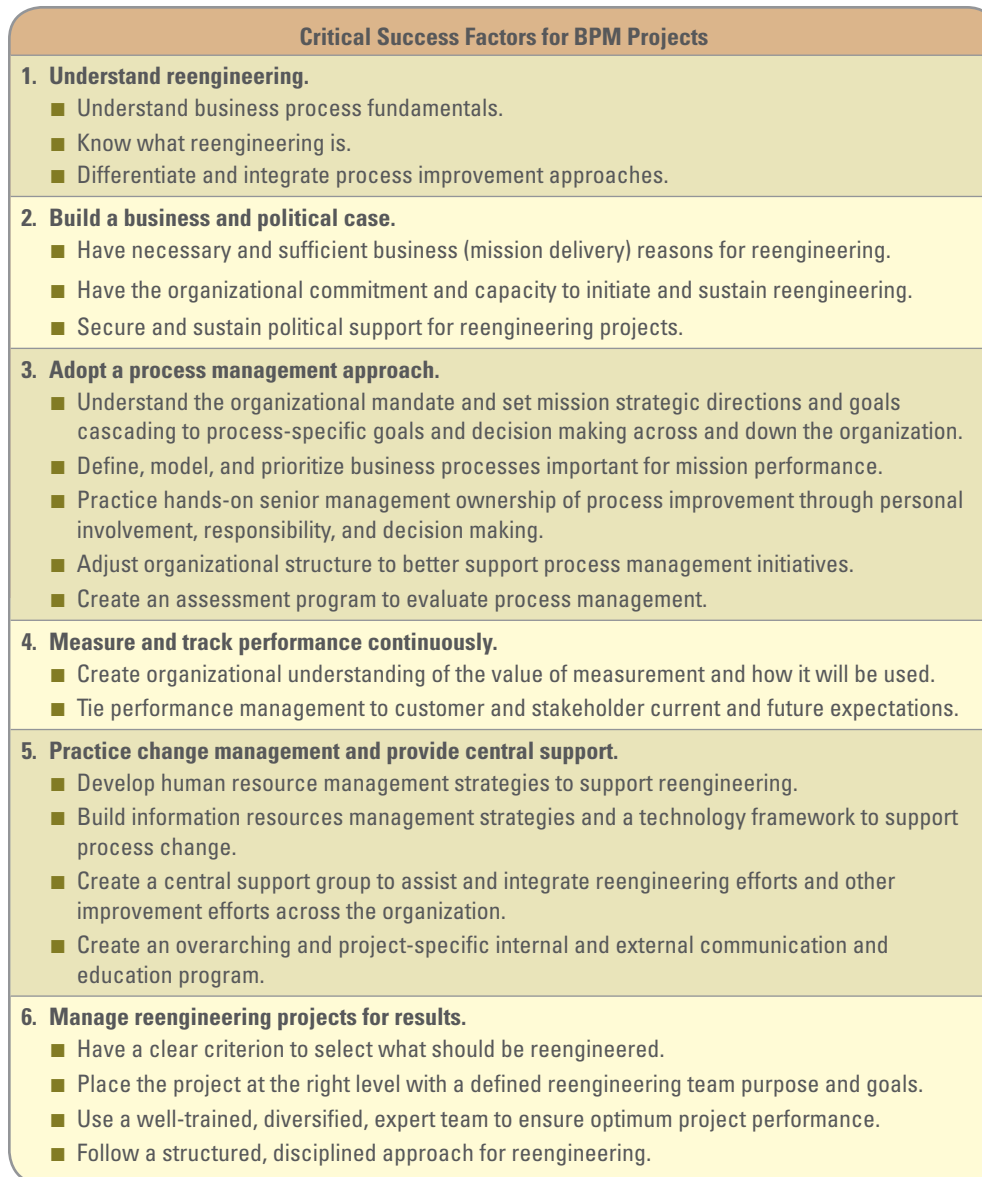 Critical Success Factors for BPM Projects
1. Understand reengineering.
■ Understand business process fundamentals.
■ Know what reengineering is.
■ Differentiate and integrate process improvement approaches.
2. Build a business and political case.
■ Have necessary and sufficient business (mission delivery) reasons for reengineering.
■ Have the organizational commitment and capacity to initiate and sustain reengineering.
■ Secure and sustain political support for reengineering projects.
3. Adopt a process management approach.
■ Understand the organizational mandate and set mission strategic directions and goals
cascading to process-specific goals and decision making across and down the organization.
■ Define, model, and prioritize business processes important for mission performance.
■ Practice hands-on senior management ownership of process improvement through personal
involvement, responsibility, and decision making.
■ Adjust organizational structure to better support process management initiatives.
■ Create an assessment program to evaluate process management.
4. Measure and track performance continuously.
■ Create organizational understanding of the value of measurement and how it will be used.
■ Tie performance management to customer and stakeholder current and future expectations.
5. Practice change management and provide central support.
■ Develop human resource management strategies to support reengineering.
■ Build information resources management strategies and a technology framework to support
process change.
■ Create a central support group to assist and integrate reengineering efforts and other
improvement efforts across the organization.
■ Create an overarching and project-specific internal and external communication and
education program.
6. Manage reengineering projects for results.
■ Have a clear criterion to select what should be reengineered.
■ Place the project at the right level with a defined reengineering team purpose and goals.
■ Use a well-trained, diversified, expert team to ensure optimum project performance.
■ Follow a structured, disciplined approach for reengineering.